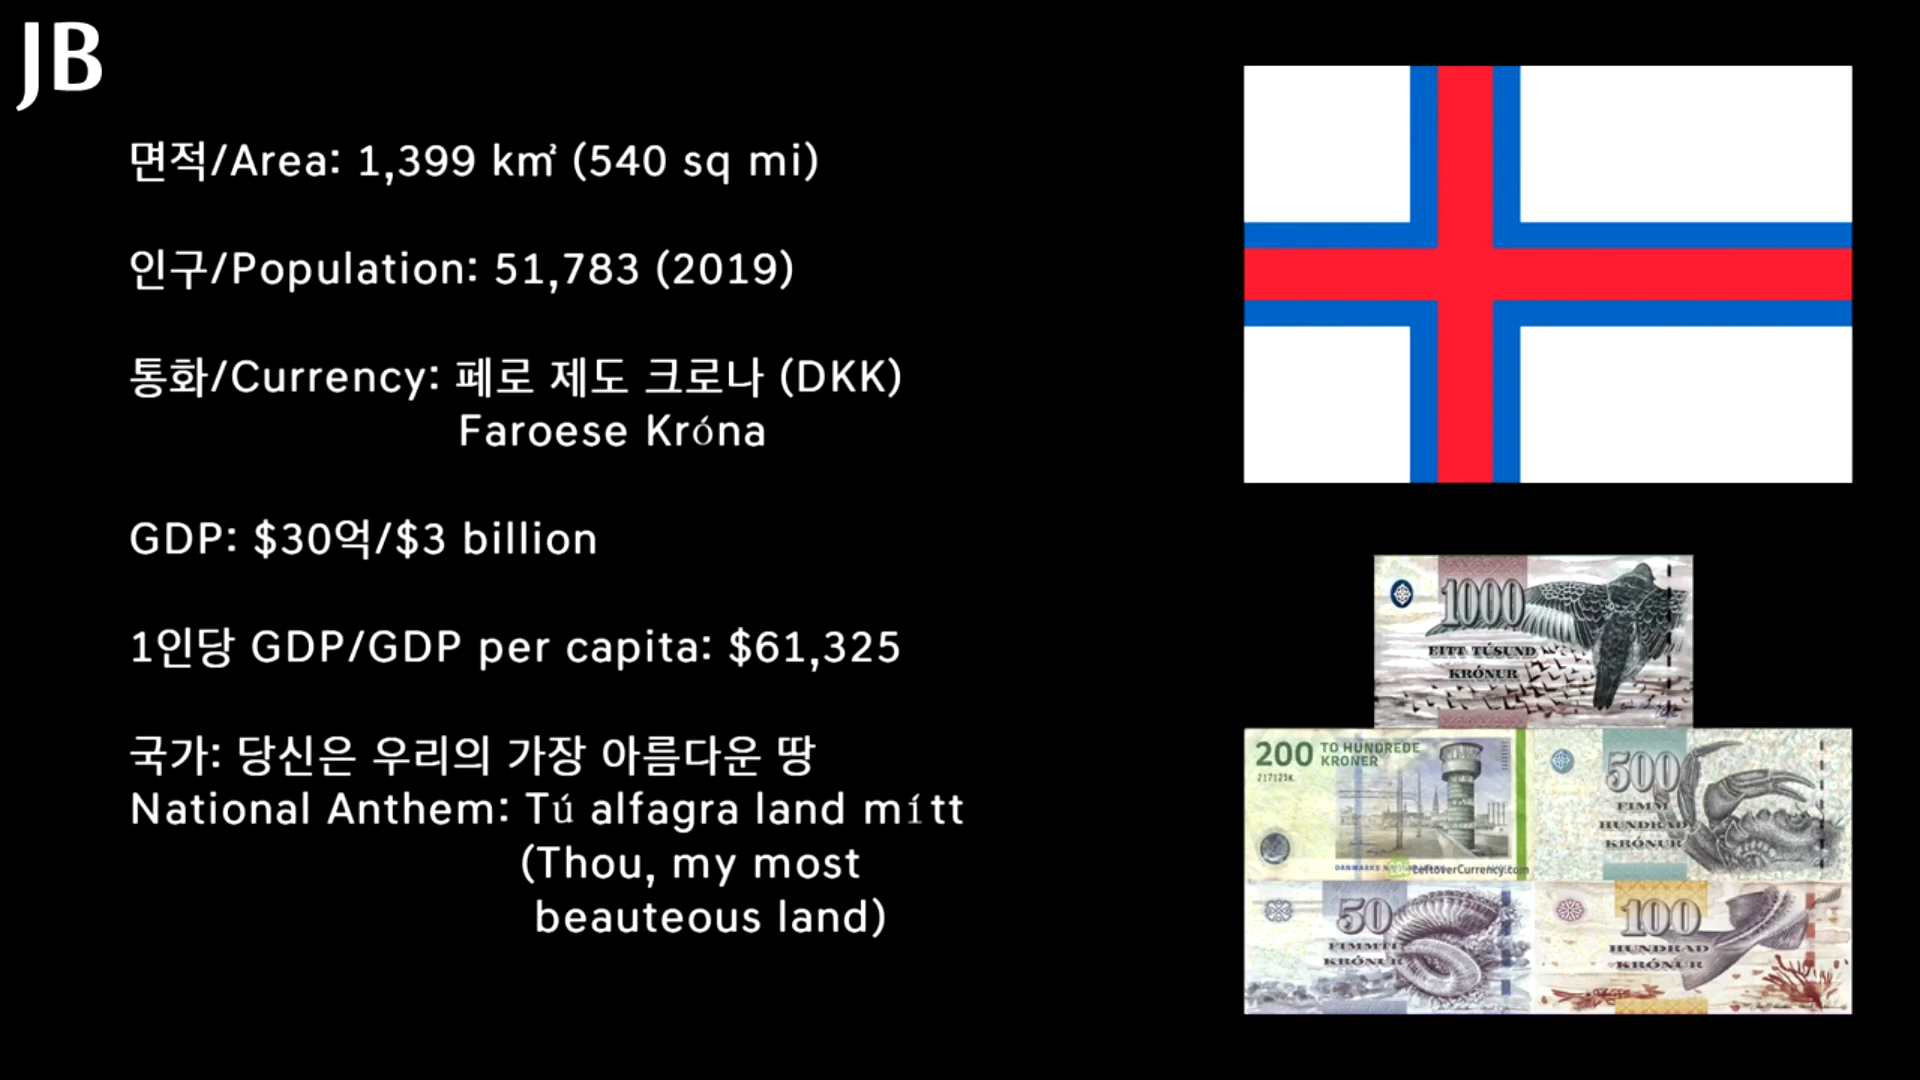 JB
면적/Area: 1,399 ㎢ (540 sq mi)
인구/Population: 51,783 (2019)
통화/Currency: 페로 제도 크로나 (DKK)
Faroese Króna
GDP: $30억/$3 billion
1인당 GDP/GDP per capita: $61,325
국가: 당신은 우리의 가장 아름다운 땅
National Anthem: Tú alfagra land mítt
(Thou, my most
beauteous land)
1000
EITT TÚSUND
KRÓNUR
200 TO HUNDREDE
KRONER
217125K
DANMARKS
LeftoverCurrency.com
500
FIMM
HUNDRAÐ
KRÓNUR
50
FIMMTI
KRÓNUR
100
HUNDRAÐ
KRÓNUR